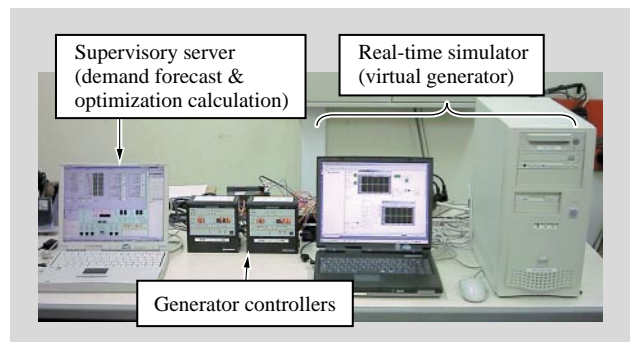 Supervisory server
(demand forecast &
optimization calculation)
Real-time simulator
(virtual generator)
Generator controllers